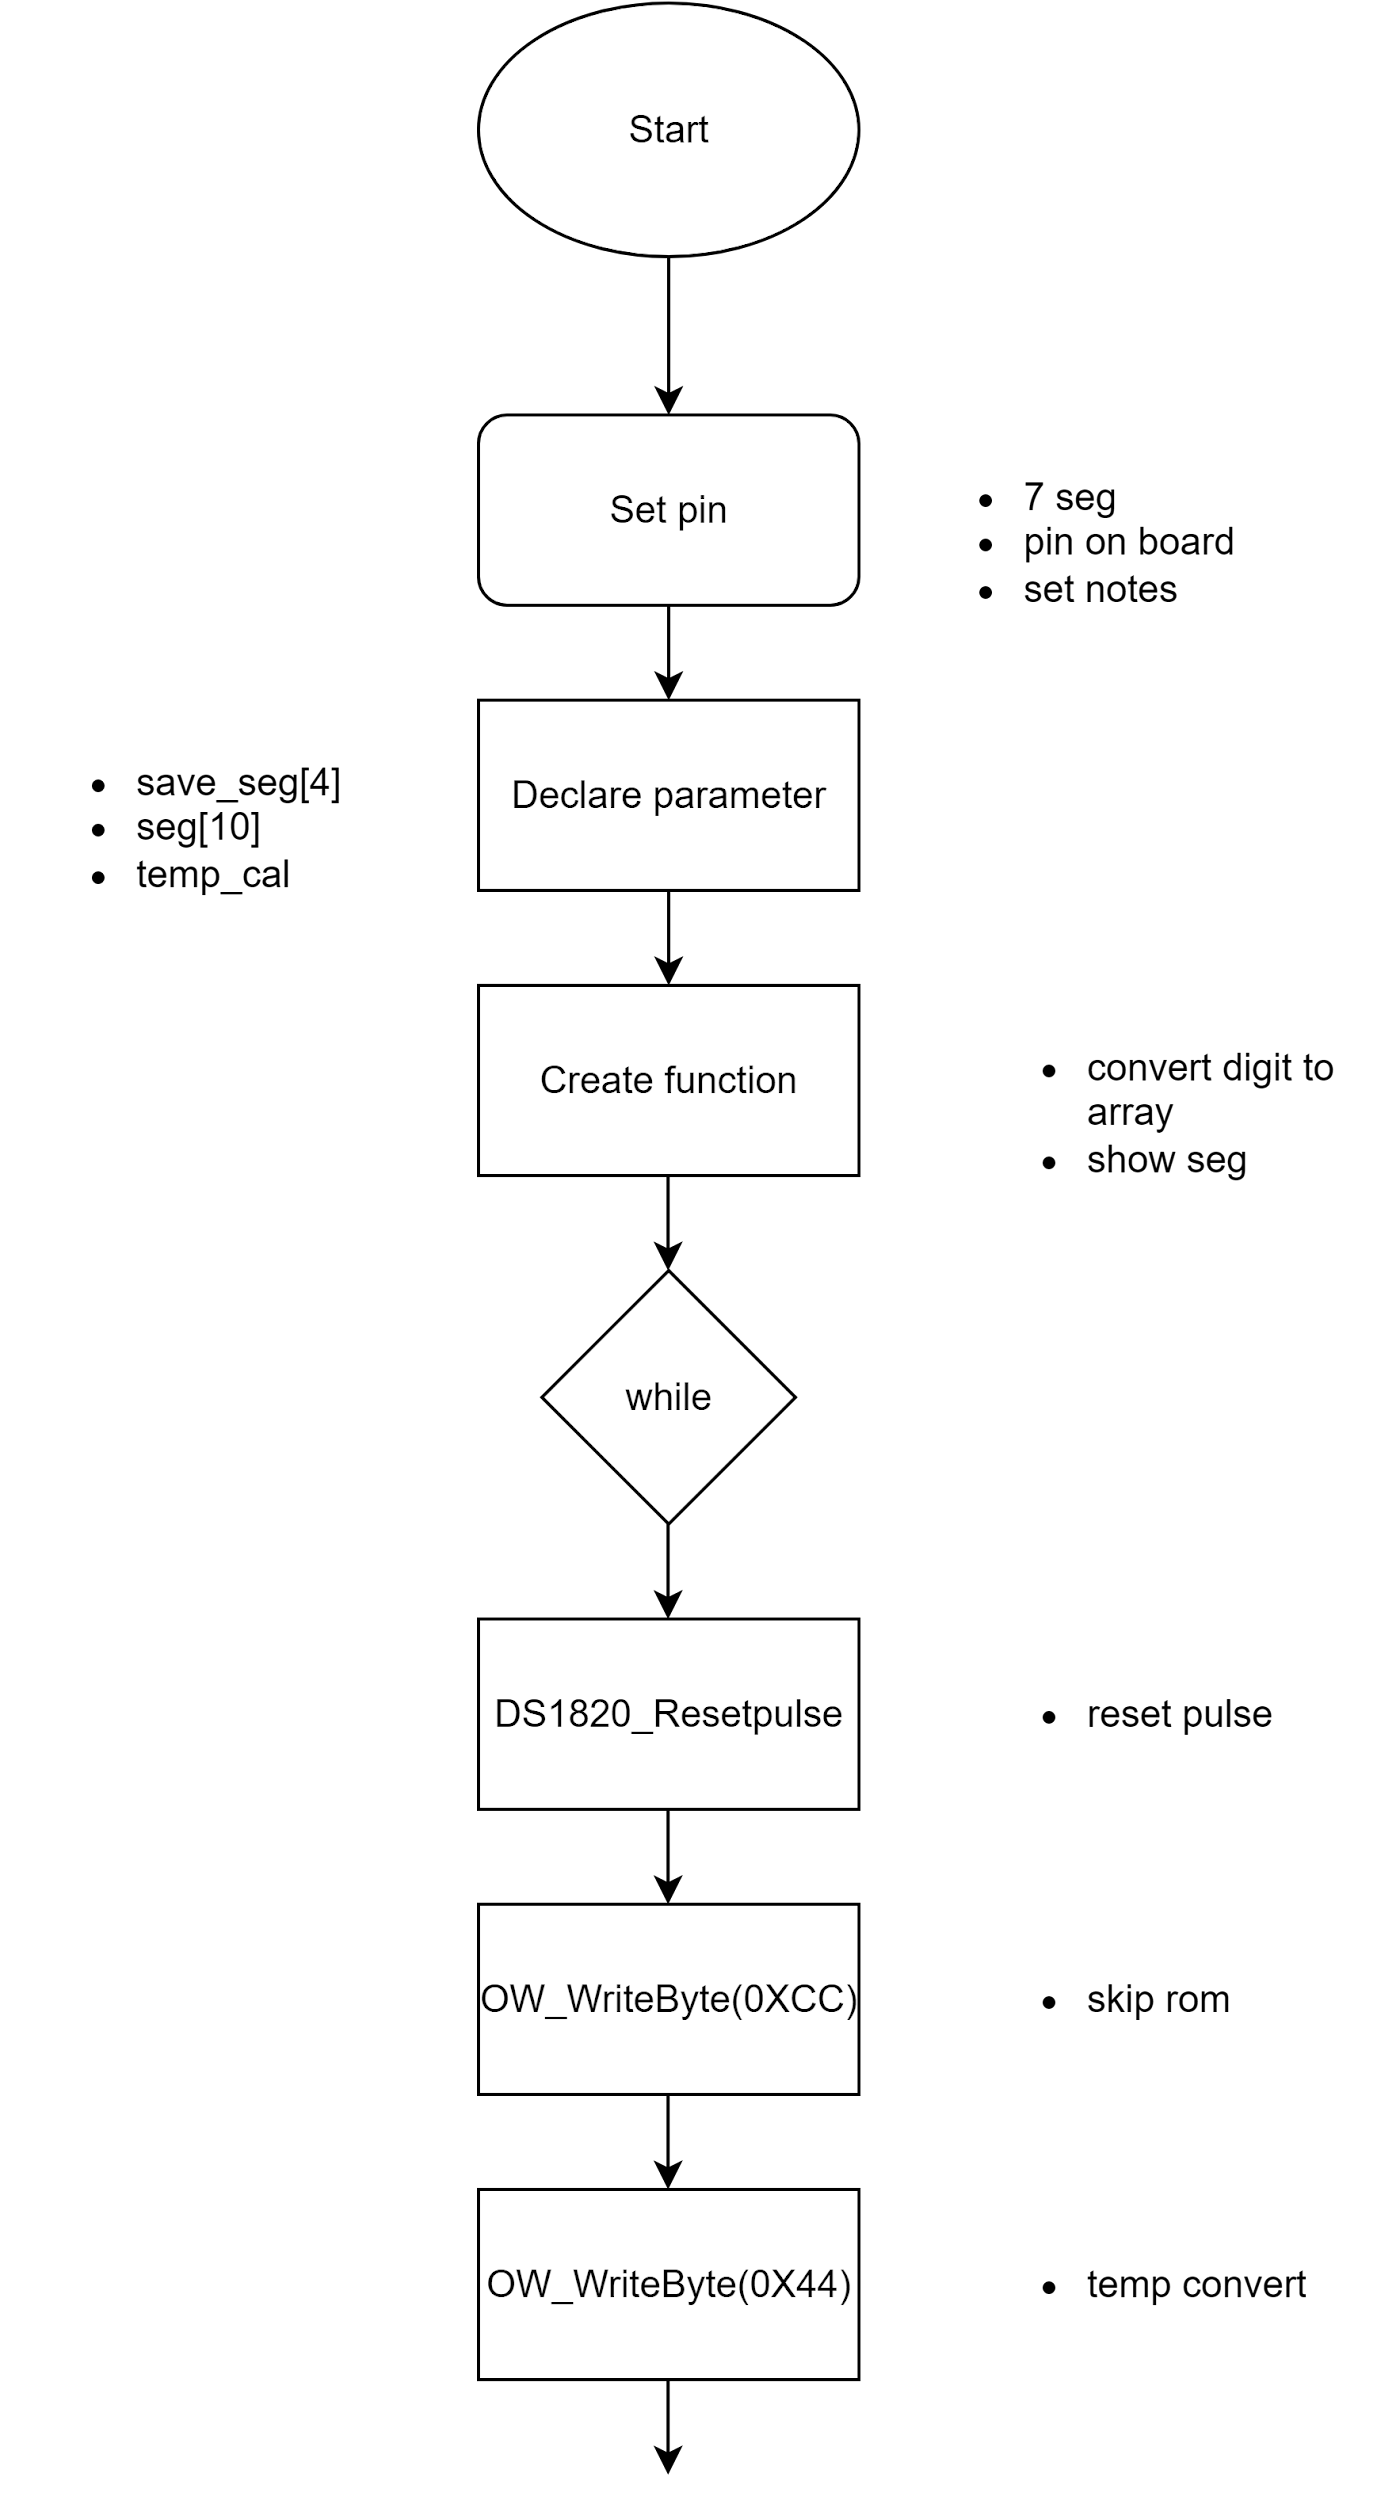 Start
Set pin
7 seg
pin on board
set notes
Declare parameter
save_seg[4]
seg[10]
temp_cal
Create function
convert digit to
array
show seg
while
DS1820_Resetpulse
reset pulse
OW_WriteByte(0XCC)
skip rom
OW_WriteByte(0X44)
temp convert